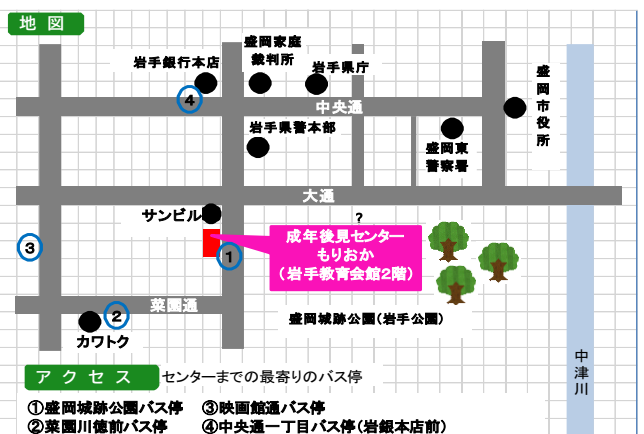 地図
盛岡家庭
裁判所
岩手銀行本店
岩手県庁
盛岡市役所
④
中央通
岩手県警本部
盛岡東
警察署
大通
サンビル
?
成年後見センター
もりおか
(岩手教育会館2階)
③
①
菜園通
②
盛岡城跡公園(岩手公園)
カワトク
中津川
アクセス センターまでの最寄りのバス停
①盛岡城跡公園バス停 ③映画館通バス停
②菜園川徳前バス停 ④中央通一丁目バス停(岩銀本店前)